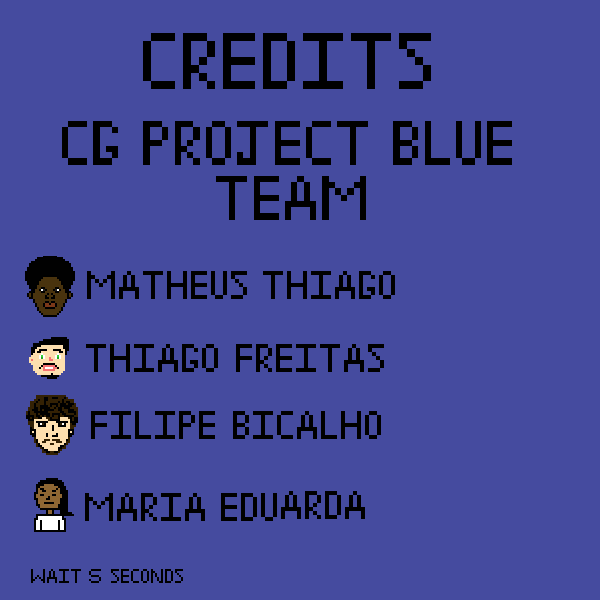 CREDITS
CG PROJECT BLUE
TEAM
MATHEUS THIAGO
THIAGO FREITAS
FILIPE BICALHO
MARIA EDUARDA
WAIT 5 SECONDS